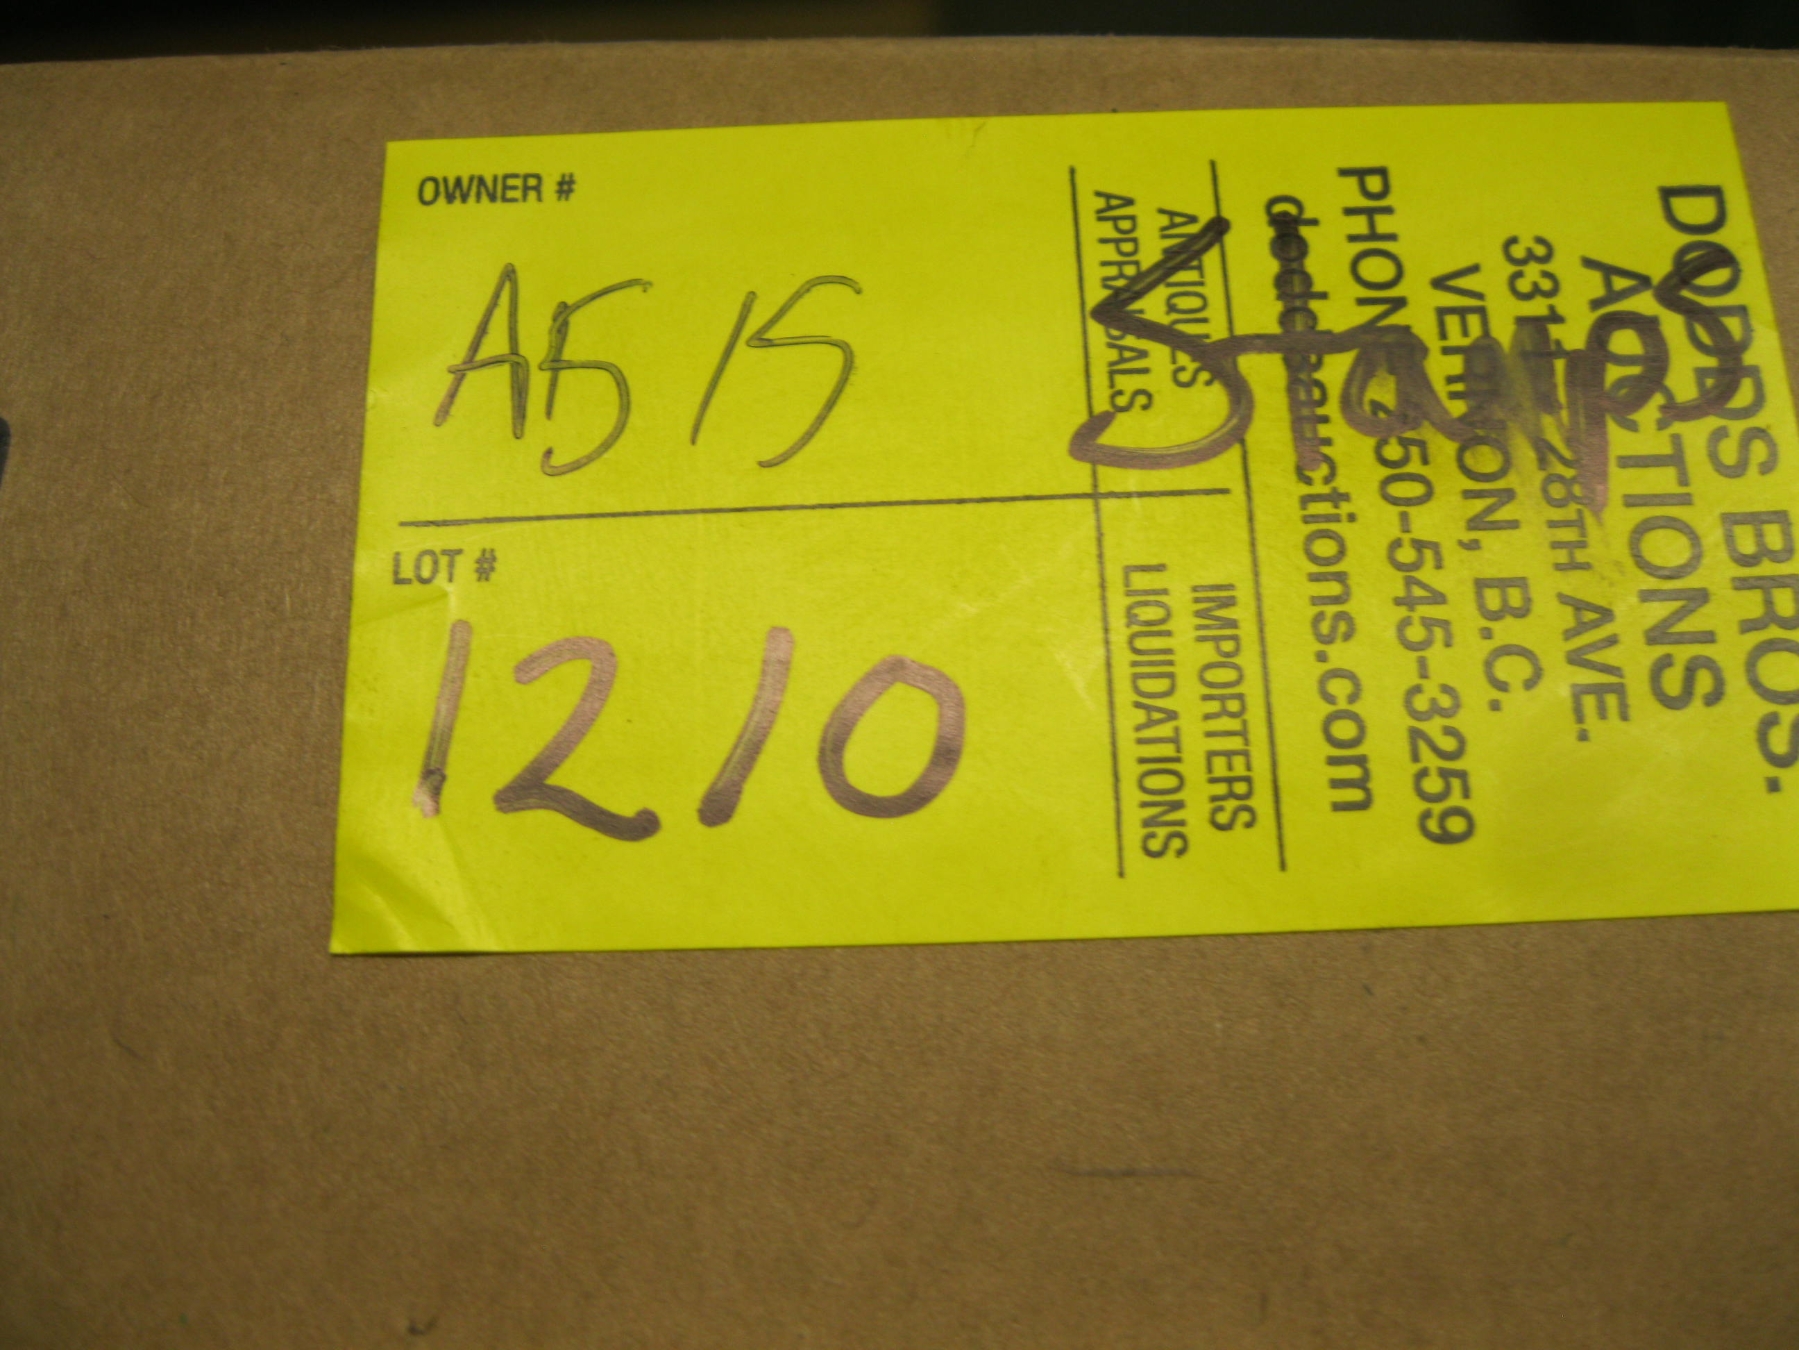 OWNER #
A5 15
LOT #
1210
Stamps
DODDS BROS.
AUCTIONS
28TH AVE.
VERNON, B.C.
PHONE 250-545-3259
doddsauctions.com
ANTIQUES IMPORTERS
APPRAISALS LIQUIDATIONS